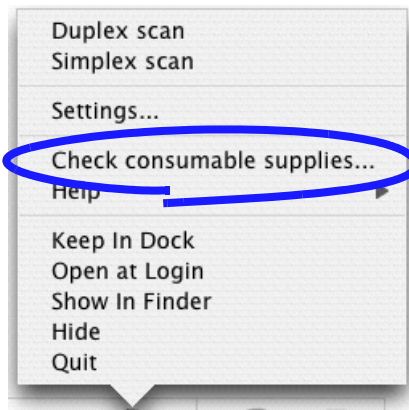 Duplex scan
Simplex scan
Settings...
Check consumable supplies...
Help
Keep In Dock
Open at Login
Show In Finder
Hide
Quit